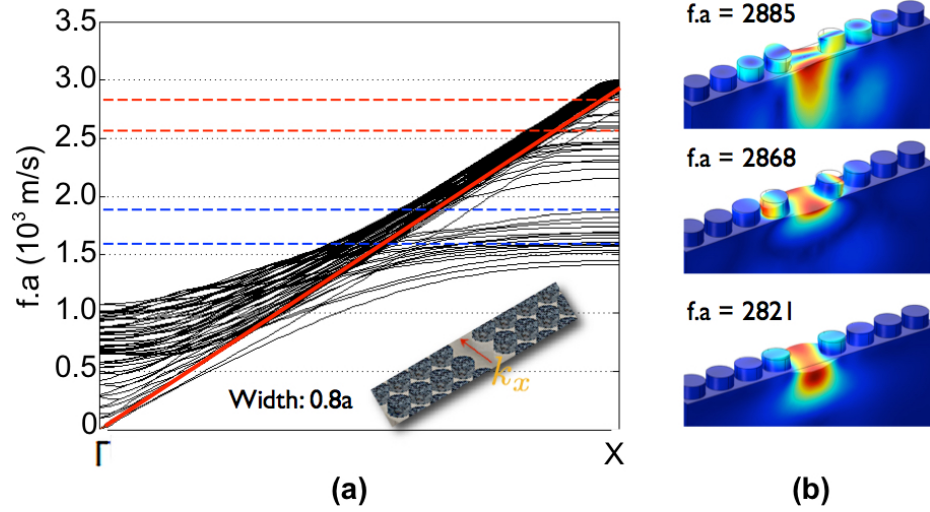 3.5
3.0
2.5
2.0
1.5
1.0
0.5
0
f.a (10³ m/s)
Γ
X
Width: 0.8a
kₓ
(a)
f.a = 2885
f.a = 2868
f.a = 2821
(b)